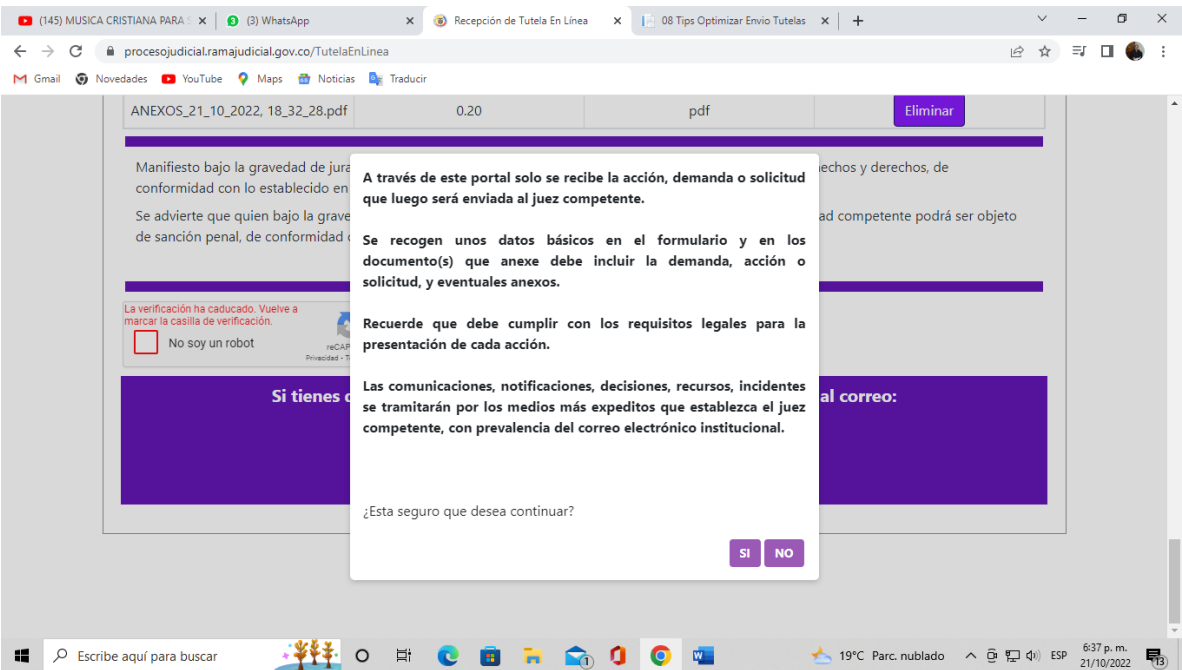 (145) MUSICA CRISTIANA PARA S
(3) WhatsApp
Recepción de Tutela En Línea
08 Tips Optimizar Envio Tutelas
procesojudicial.ramajudicial.gov.co/TutelaEnLinea
Gmail Novedades YouTube Maps Noticias Traducir
ANEXOS_21_10_2022, 18_32_28.pdf 0.20 pdf Eliminar
Manifiesto bajo la gravedad de jura
echos y derechos, de
conformidad con lo establecido en
Se advierte que quien bajo la grave
ad competente podrá ser objeto
de sanción penal, de conformidad
A través de este portal solo se recibe la acción, demanda o solicitud
que luego será enviada al juez competente.
Se recogen unos datos básicos en el formulario y en los
documento(s) que anexe debe incluir la demanda, acción o
solicitud, y eventuales anexos.
Recuerde que debe cumplir con los requisitos legales para la
presentación de cada acción.
Las comunicaciones, notificaciones, decisiones, recursos, incidentes
se tramitarán por los medios más expeditos que establezca el juez
competente, con prevalencia del correo electrónico institucional.
¿Esta seguro que desea continuar?
SI NO
La verificación ha caducado. Vuelve a
marcar la casilla de verificación.
No soy un robot
reCAP
Privacidad - T
Si tienes
al correo:
Escribe aquí para buscar
19°C Parc. nublado
ESP
6:37 p. m.
21/10/2022